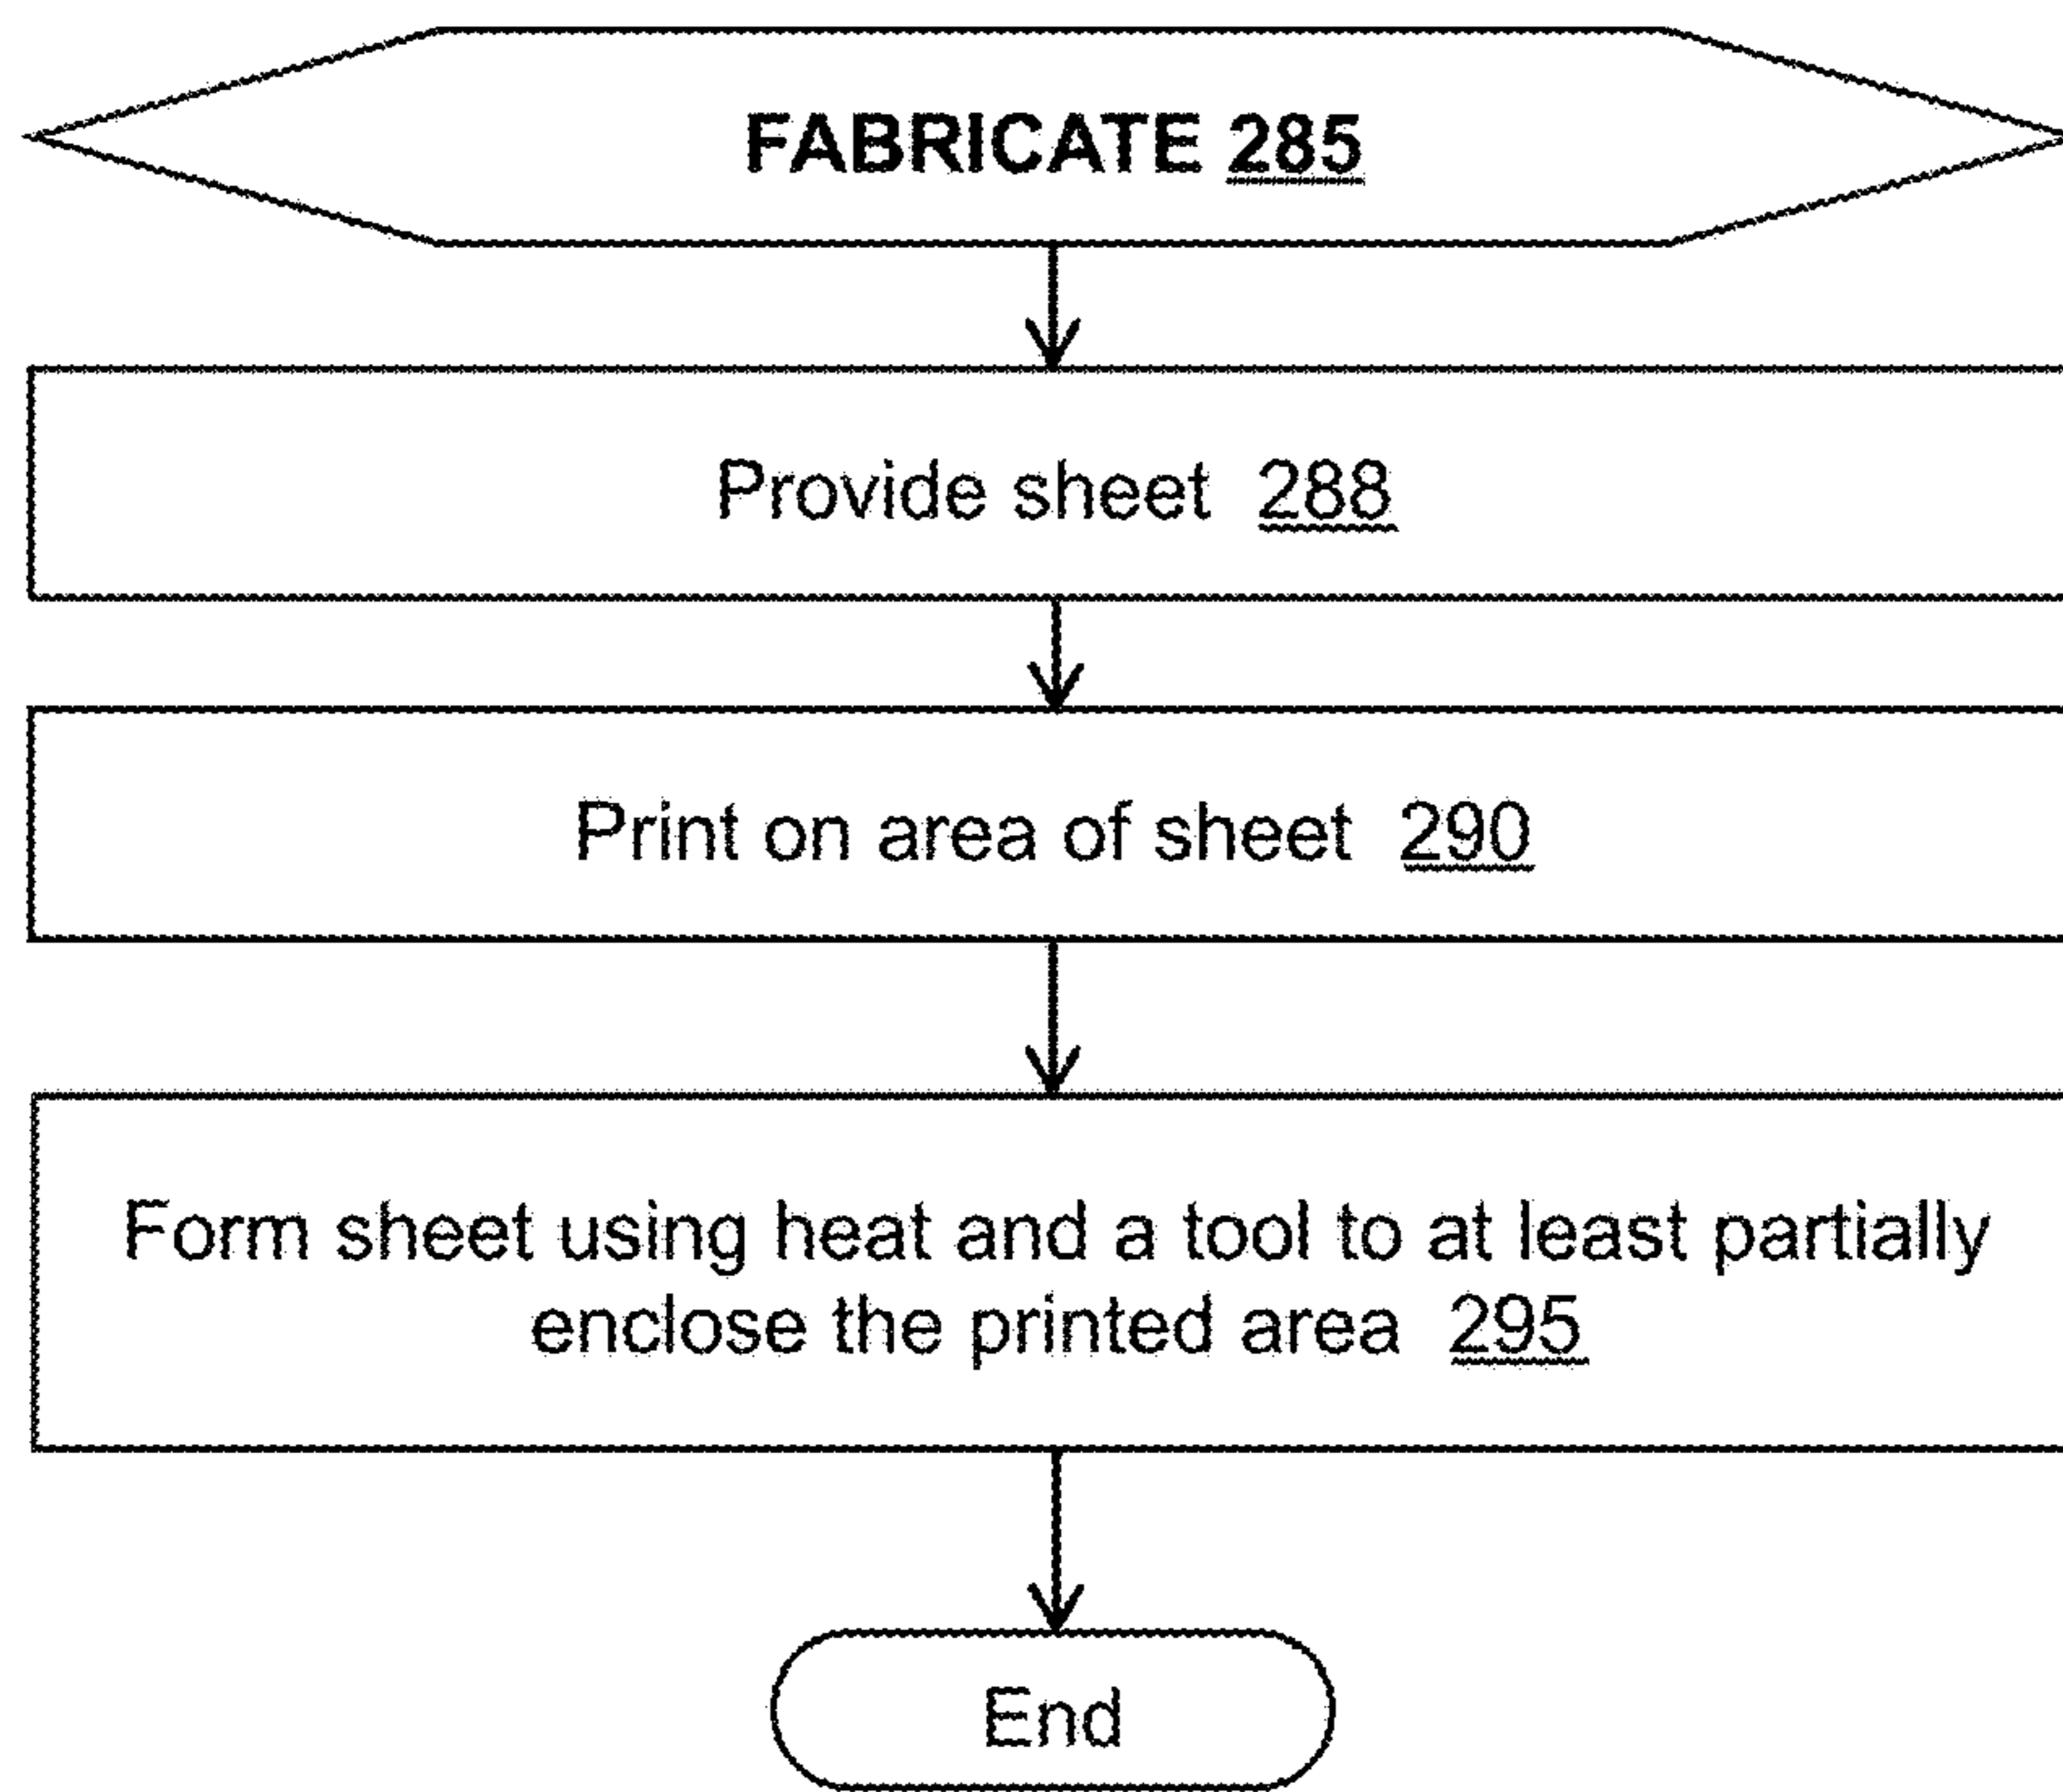 FABRICATE 285
Provide sheet 288
Print on area of sheet 290
Form sheet using heat and a tool to at least partially
enclose the printed area 295
End